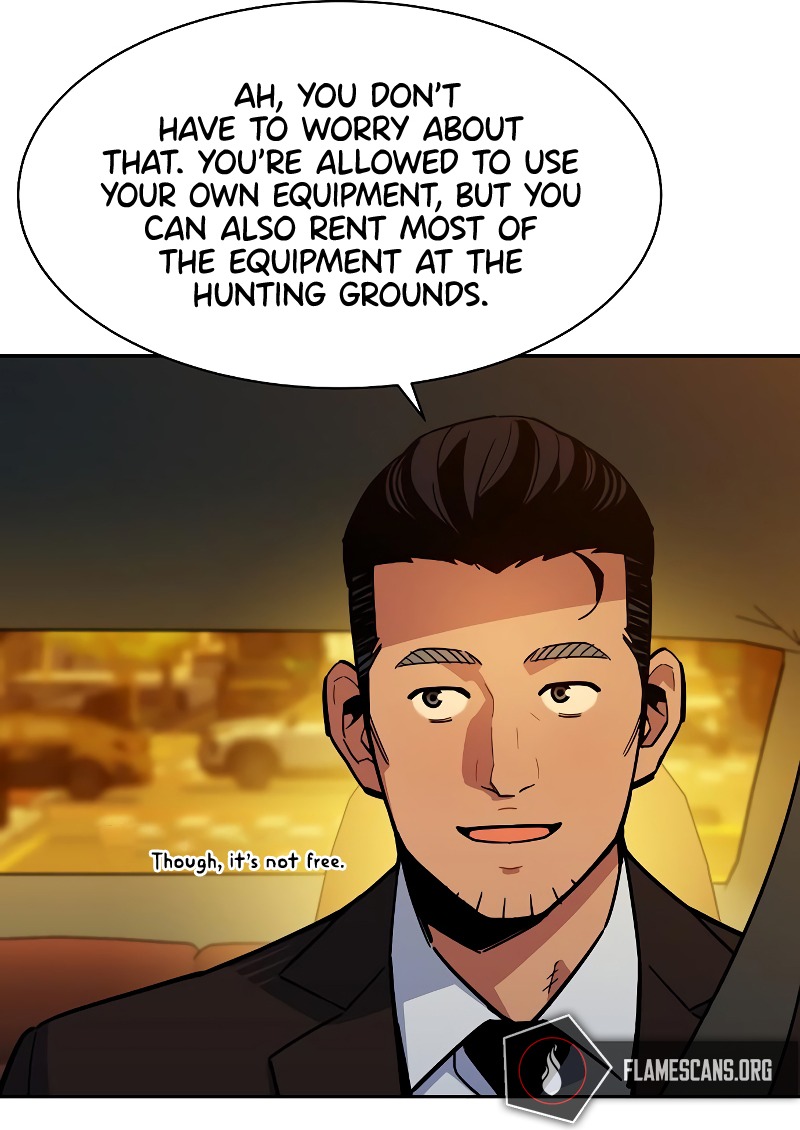 AH, YOU DON'T
HAVE TO WORRY ABOUT
THAT. YOU'RE ALLOWED TO USE
YOUR OWN EQUIPMENT, BUT YOU
CAN ALSO RENT MOST OF
THE EQUIPMENT AT THE
HUNTING GROUNDS.
Though, it's not free.
FLAMESCANS.ORG